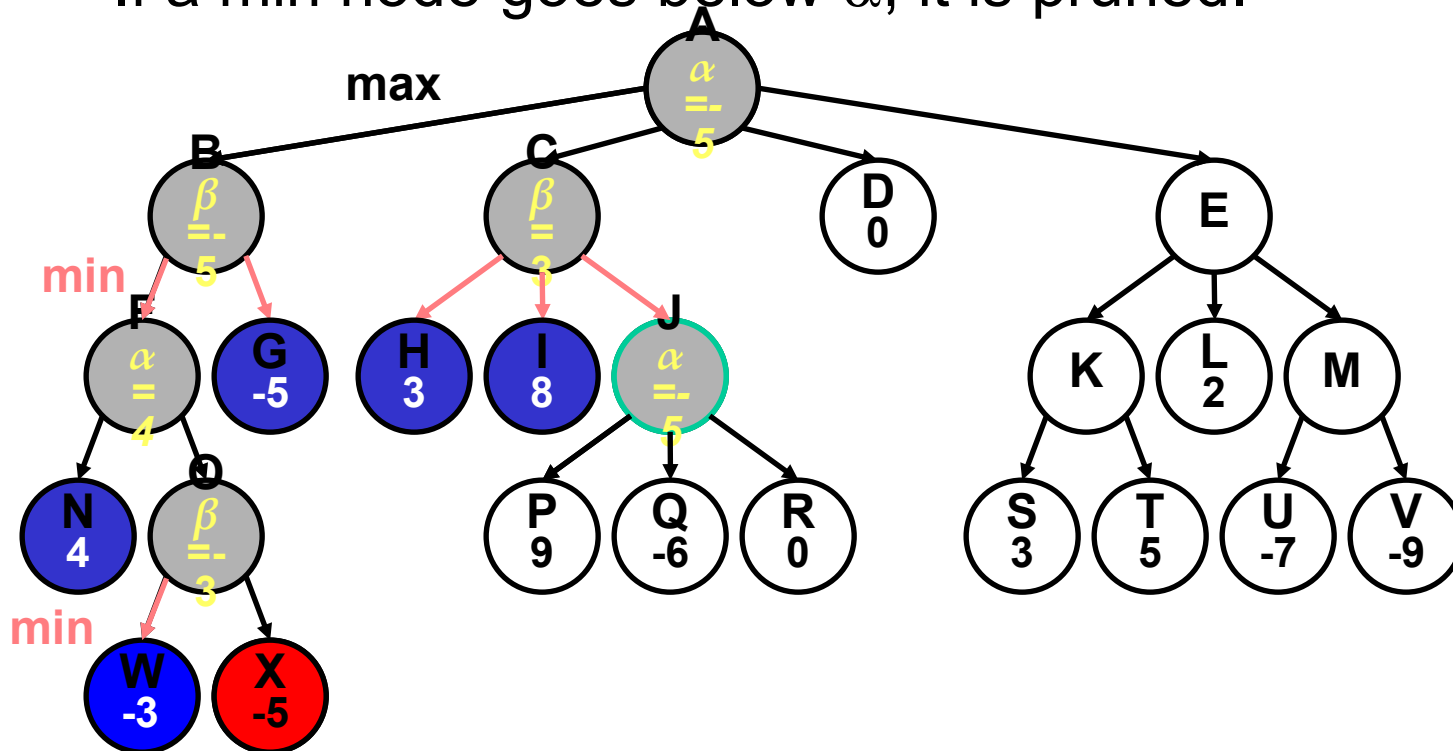 If a min node goes below α, it is pruned.
A
α
=-
5
max
B
β
=-
5
C
β
=
3
D
0
E
min
F
α
=
4
G
-5
H
3
I
8
J
α
=-
5
K
L
2
M
N
4
O
β
=-
3
P
9
Q
-6
R
0
S
3
T
5
U
-7
V
-9
min
W
-3
X
-5